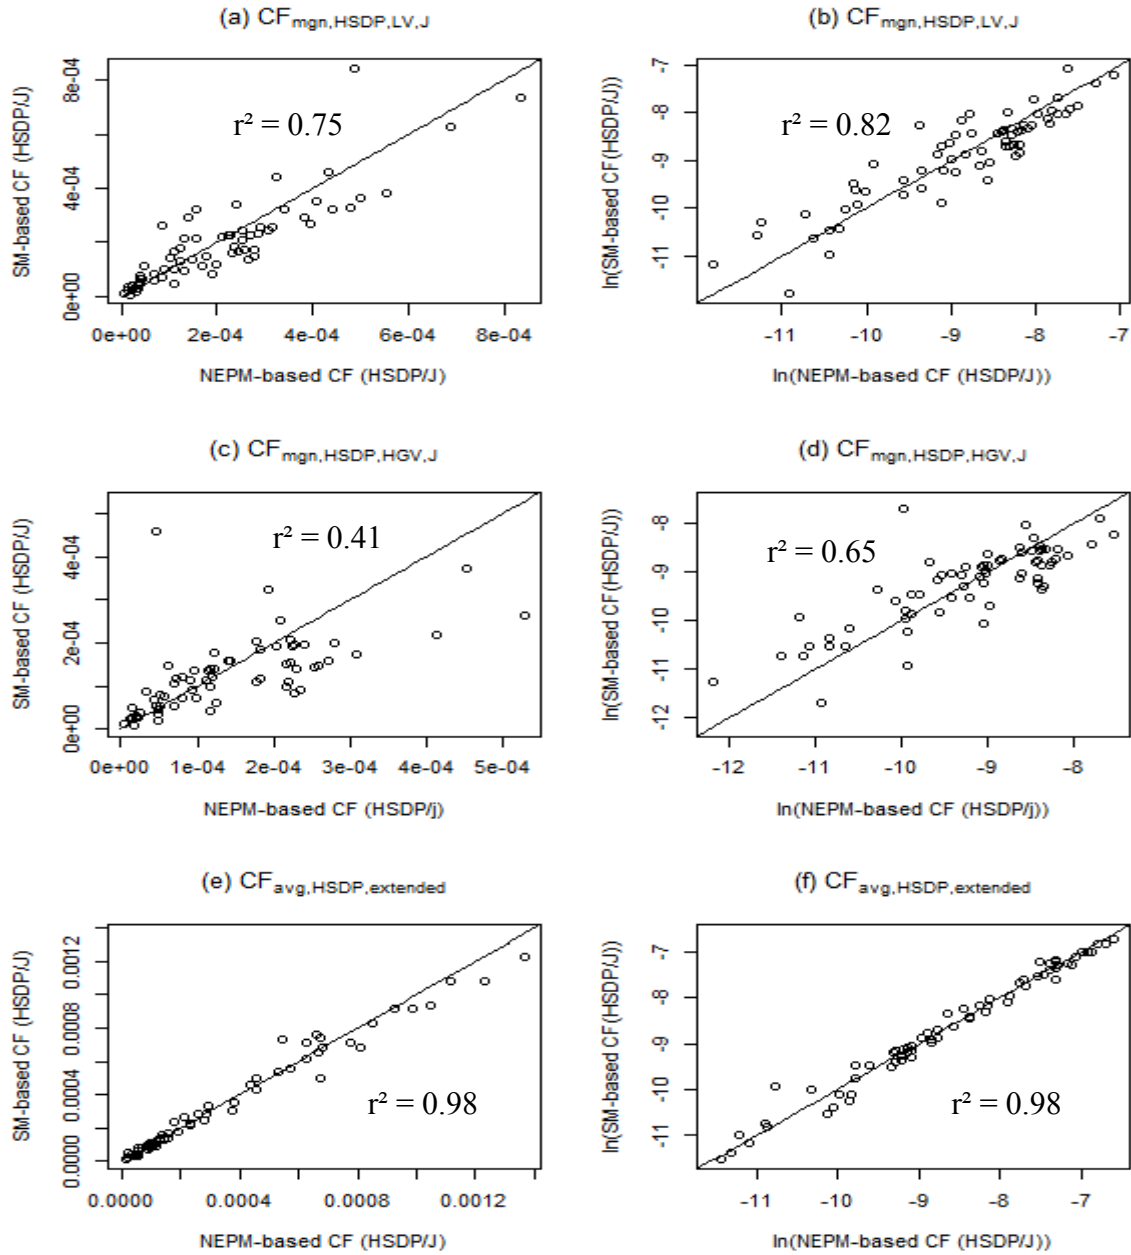 (a) CFmgn,HSDP,LV,J
SM-based CF (HSDP/J)
8e-04
4e-04
0e+00
r² = 0.75
0e+00 2e-04 4e-04 6e-04 8e-04
NEPM-based CF (HSDP/J)
(b) CFmgn,HSDP,LV,J
ln(SM-based CF(HSDP/J))
-7
-8
-9
-10
-11
r² = 0.82
-11 -10 -9 -8 -7
ln(NEPM-based CF (HSDP/J))
(c) CFmgn,HSDP,HGV,J
SM-based CF (HSDP/J)
4e-04
2e-04
0e+00
r² = 0.41
0e+00 1e-04 2e-04 3e-04 4e-04 5e-04
NEPM-based CF (HSDP/j)
(d) CFmgn,HSDP,HGV,J
ln(SM-based CF(HSDP/J))
-8
-9
-10
-11
-12
r² = 0.65
-12 -11 -10 -9 -8
ln(NEPM-based CF (HSDP/j))
(e) CFavg,HSDP,extended
SM-based CF (HSDP/J)
0.0012
0.0008
0.0004
0.0000
r² = 0.98
0.0000 0.0004 0.0008 0.0012
NEPM-based CF (HSDP/J)
(f) CFavg,HSDP,extended
ln(SM-based CF(HSDP/J))
-7
-8
-9
-10
-11
r² = 0.98
-11 -10 -9 -8 -7
ln(NEPM-based CF (HSDP/J))